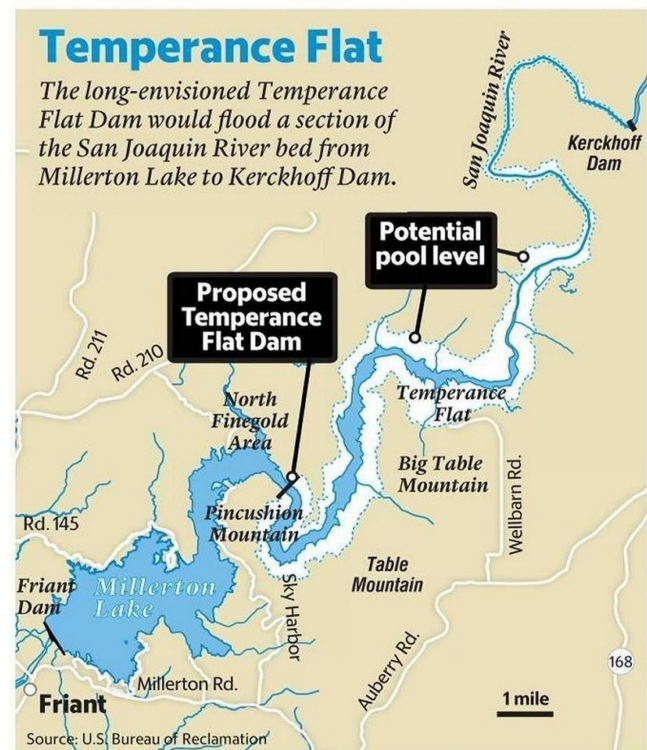 Temperance Flat
The long-envisioned Temperance
Flat Dam would flood a section of
the San Joaquin River bed from
Millerton Lake to Kerckhoff Dam.
San Joaquin River
Kerckhoff
Dam
Potential
pool level
Proposed
Temperance
Flat Dam
Rd. 211
Rd. 210
North
Finegold
Area
Temperance
Flat
Big Table
Mountain
Wellbarn Rd.
Pincushion
Mountain
Rd. 145
Table
Mountain
Friant
Dam
Millerton
Lake
Sky Harbor
Auberry Rd.
168
Millerton Rd.
Friant
1 mile
Source: U.S. Bureau of Reclamation